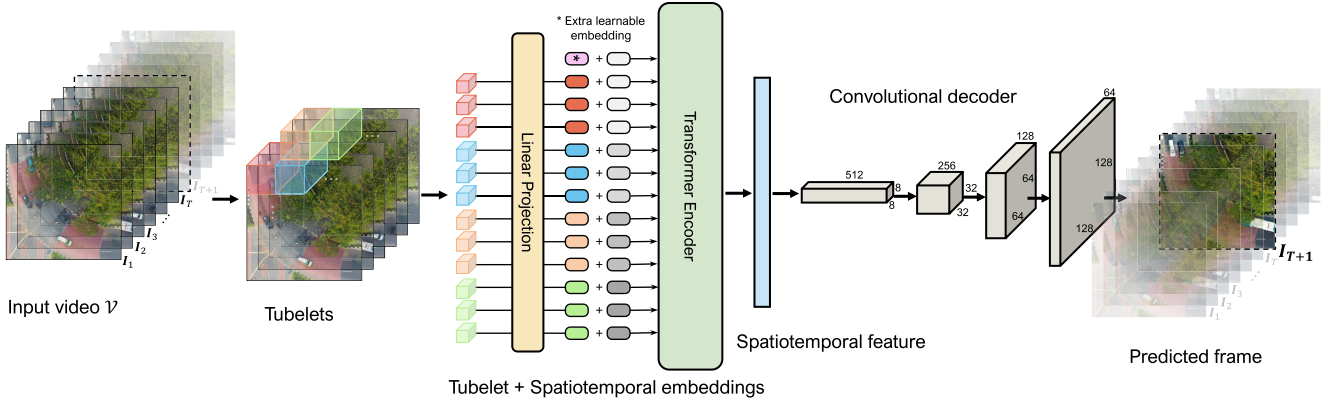 * Extra learnable
embedding
*
+
+
+
+
+
+
+
+
+
+
+
+
+
Linear Projection
Transformer Encoder
Convolutional decoder
512
8
8
256
32
32
128
64
64
64
128
128
I_{T+1}
I_T
⋮
I_3
I_2
I_1
I_T
I_{T+1}
⋮
I_3
I_2
I_1
Input video 𝒱
Tubelets
Spatiotemporal feature
Predicted frame
Tubelet + Spatiotemporal embeddings